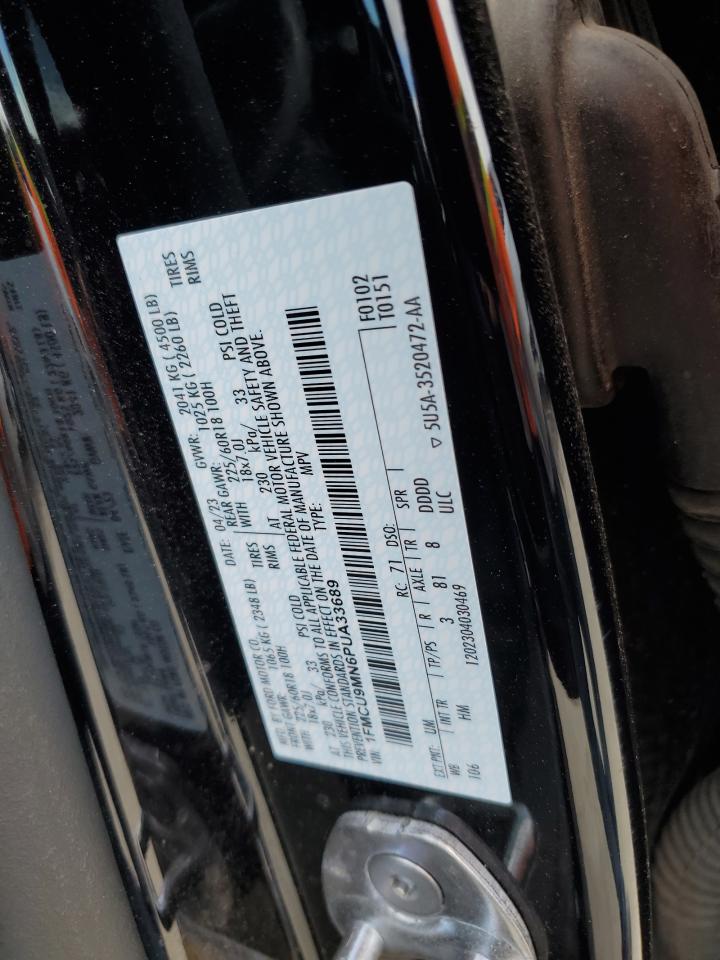 MFD. BY FORD MOTOR CO. DATE: 04/23 GVWR: 2041 KG ( 4500 LB)
FRONT GAWR: 1065 KG ( 2348 LB) REAR GAWR: 1025 KG ( 2260 LB)
WITH 225/60R18 100H TIRES WITH 225/60R18 100H TIRES
18x7.0J RIMS 18x7.0J RIMS
AT 230 kPa/ 33 PSI COLD AT 230 kPa/ 33 PSI COLD
THIS VEHICLE CONFORMS TO ALL APPLICABLE FEDERAL MOTOR VEHICLE SAFETY AND THEFT
PREVENTION STANDARDS IN EFFECT ON THE DATE OF MANUFACTURE SHOWN ABOVE.
VIN: 1FMCU9MN6PUA33689 TYPE: MPV
F0102
T0151
EXT PNT: UM RC: 71 DSO:
WB INT TR TP/PS R AXLE TR SPR
106 HM 3 81 8 DDDD
1202304030469 ULC
▽ 5U5A-3520472-AA